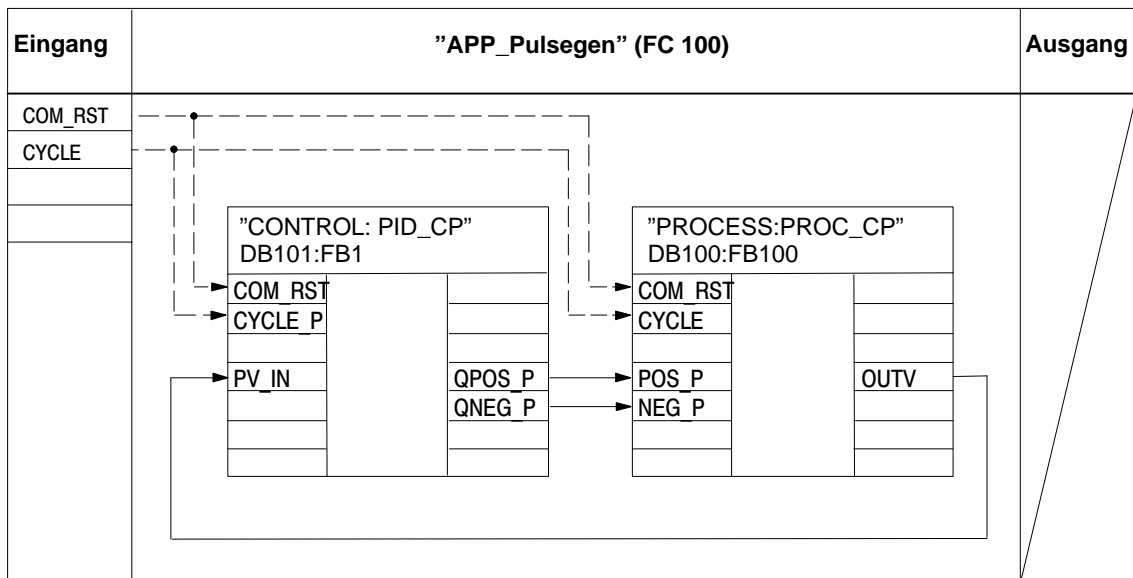 Eingang
”APP_Pulsegen” (FC 100)
Ausgang
COM_RST
CYCLE
”CONTROL: PID_CP”
DB101:FB1
COM_RST
CYCLE_P
PV_IN
QPOS_P
QNEG_P
”PROCESS:PROC_CP”
DB100:FB100
COM_RST
CYCLE
POS_P
NEG_P
OUTV